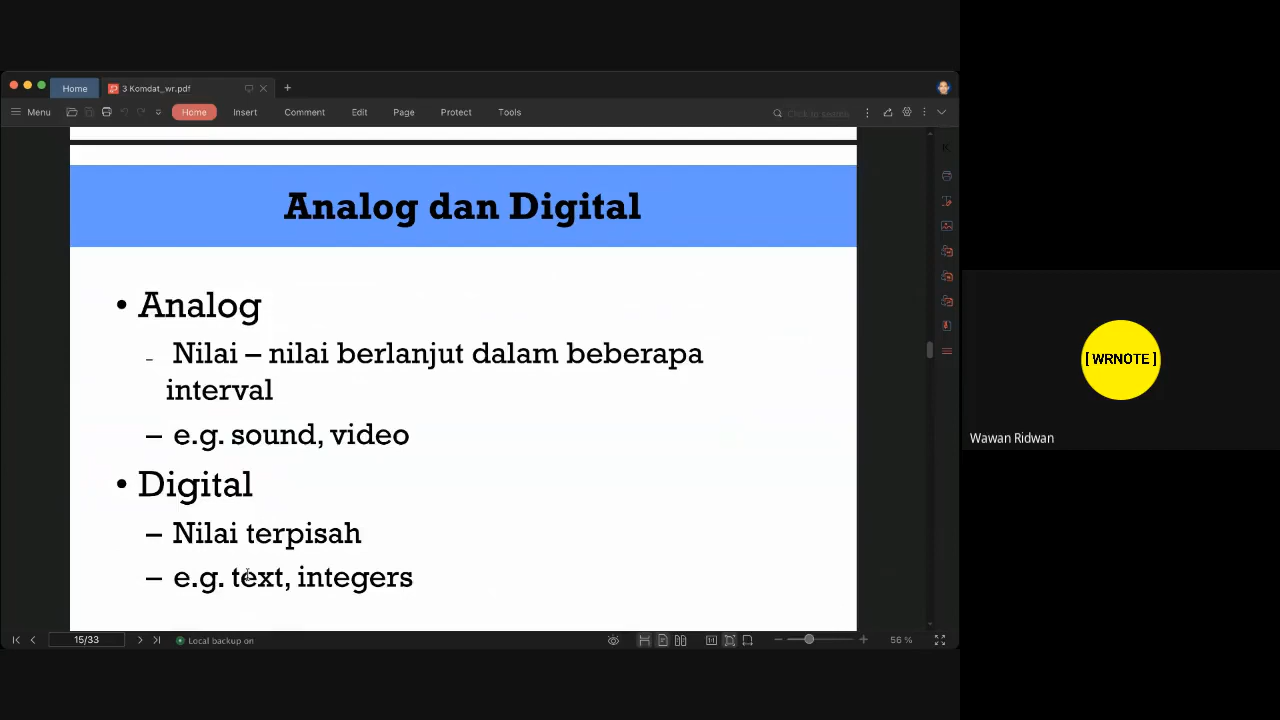 Home
3 Komdat_wr.pdf
Menu
Home
Insert
Comment
Edit
Page
Protect
Tools
Click to search
Analog dan Digital
• Analog
- Nilai – nilai berlanjut dalam beberapa
interval
– e.g. sound, video
• Digital
– Nilai terpisah
– e.g. text, integers
15/33
Local backup on
56 %
[ WRNOTE ]
Wawan Ridwan